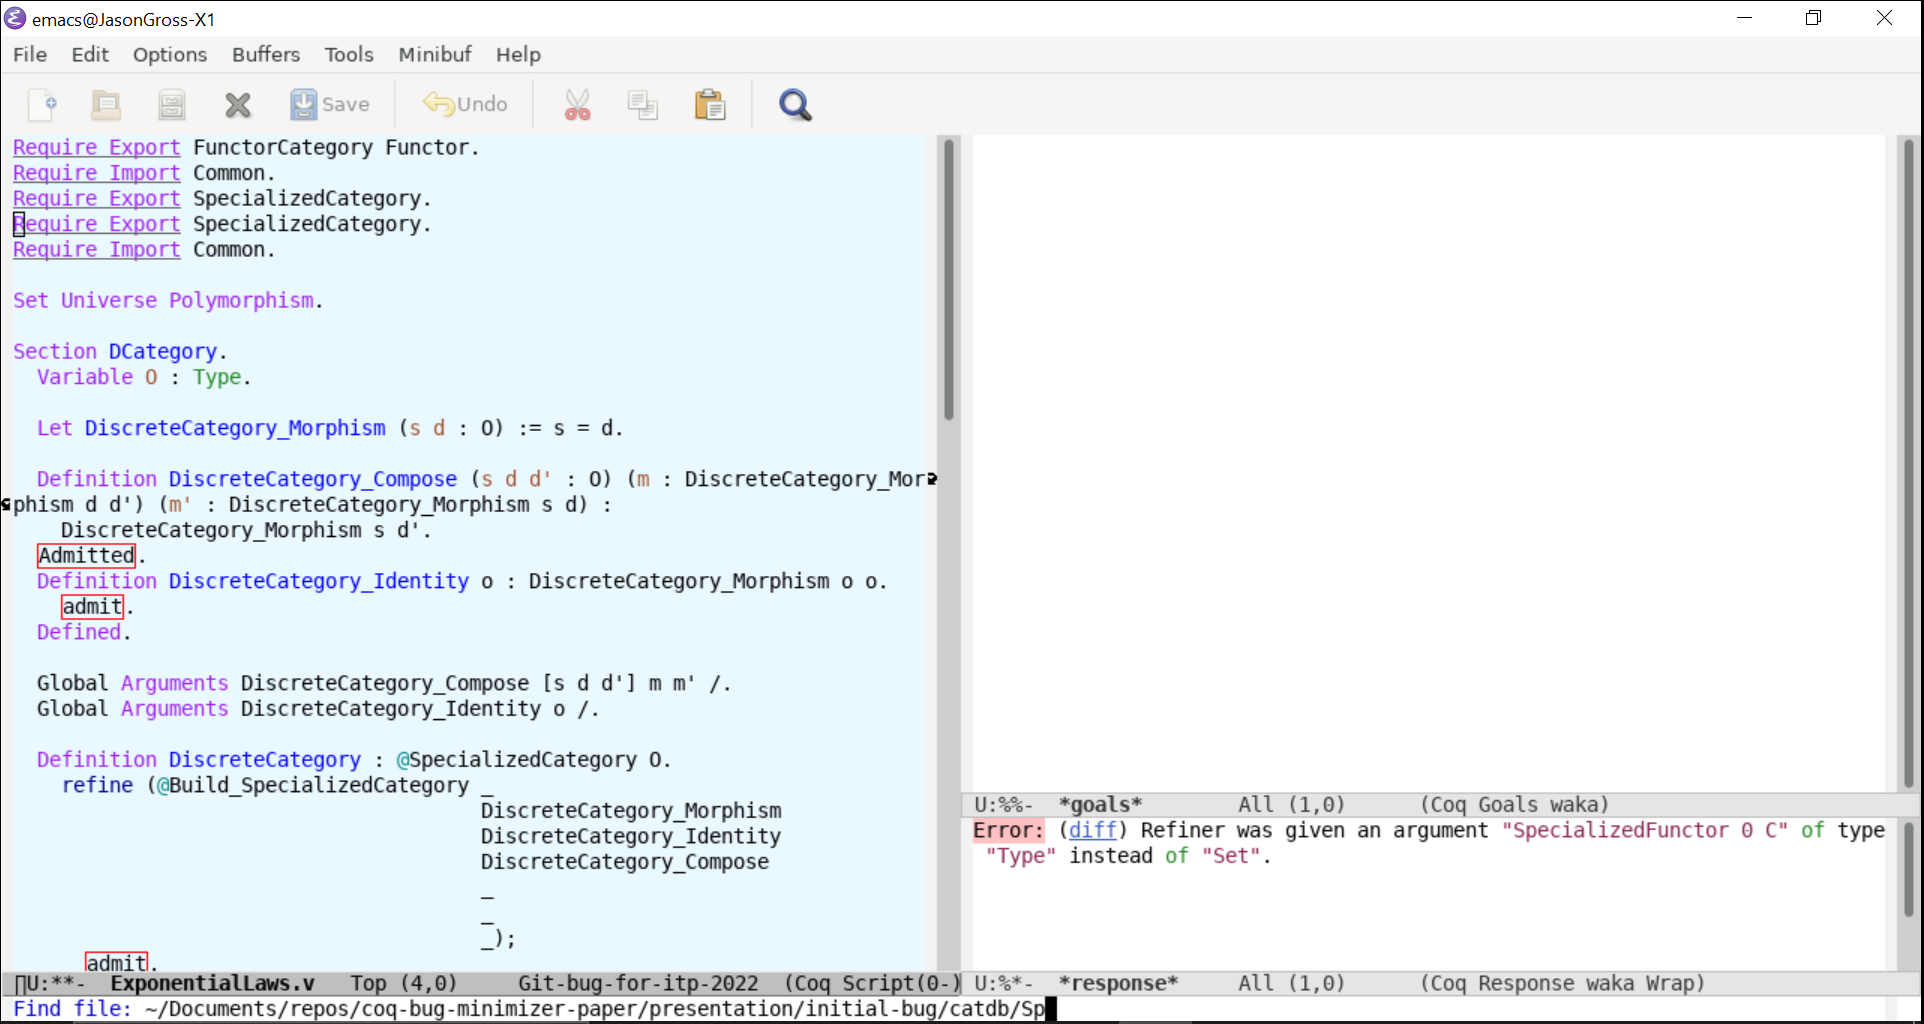 emacs@JasonGross-X1
File Edit Options Buffers Tools Minibuf Help
Save Undo
Require Export FunctorCategory Functor.
Require Import Common.
Require Export SpecializedCategory.
Require Export SpecializedCategory.
Require Import Common.
Set Universe Polymorphism.
Section DCategory.
Variable O : Type.
Let DiscreteCategory_Morphism (s d : O) := s = d.
Definition DiscreteCategory_Compose (s d d' : O) (m : DiscreteCategory_Mor
phism d d') (m' : DiscreteCategory_Morphism s d) :
DiscreteCategory_Morphism s d'.
Admitted.
Definition DiscreteCategory_Identity o : DiscreteCategory_Morphism o o.
admit.
Defined.
Global Arguments DiscreteCategory_Compose [s d d'] m m' /.
Global Arguments DiscreteCategory_Identity o /.
Definition DiscreteCategory : @SpecializedCategory O.
refine (@Build_SpecializedCategory _
DiscreteCategory_Morphism
DiscreteCategory_Identity
DiscreteCategory_Compose
_
_
_);
admit.
U:**- ExponentialLaws.v Top (4,0) Git-bug-for-itp-2022 (Coq Script(0-)
U:%%- *goals* All (1,0) (Coq Goals waka)
Error: (diff) Refiner was given an argument "SpecializedFunctor 0 C" of type
"Type" instead of "Set".
U:%*- *response* All (1,0) (Coq Response waka Wrap)
Find file: ~/Documents/repos/coq-bug-minimizer-paper/presentation/initial-bug/catdb/Sp